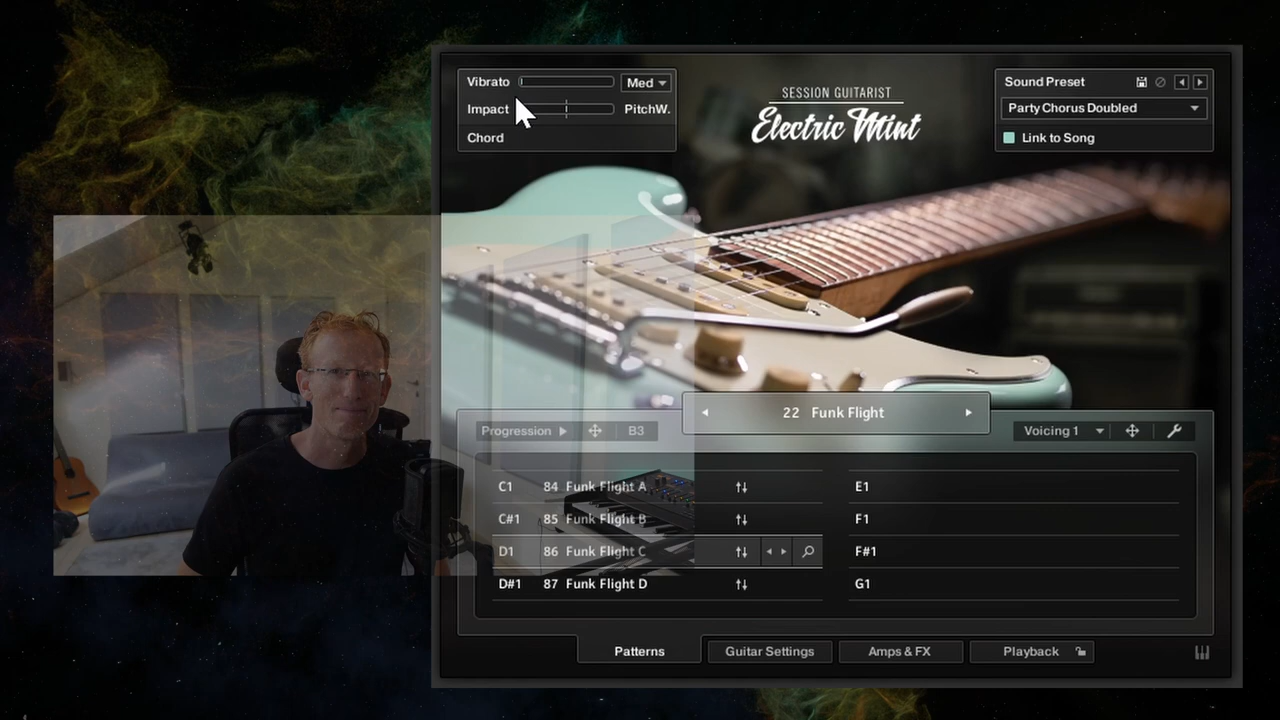 Vibrato Med
Impact PitchW.
Chord
SESSION GUITARIST
Electric Mint
Sound Preset
Party Chorus Doubled
Link to Song
22 Funk Flight
Progression B3
Voicing 1
C1 84 Funk Flight A E1
C#1 85 Funk Flight B F1
D1 86 Funk Flight C F#1
D#1 87 Funk Flight D G1
Patterns Guitar Settings Amps & FX Playback